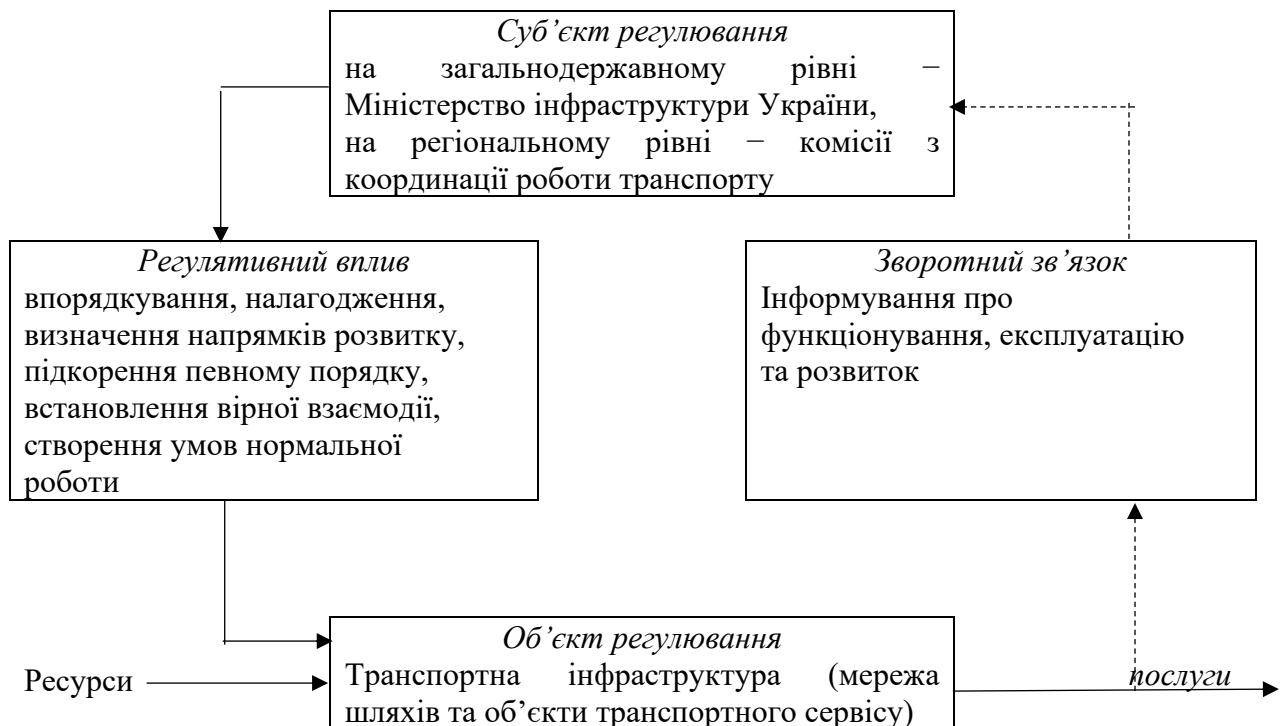 Суб’єкт регулювання
на загальнодержавному рівні −
Міністерство інфраструктури України,
на регіональному рівні − комісії з
координації роботи транспорту
Регулятивний вплив
впорядкування, налагодження,
визначення напрямків розвитку,
підкорення певному порядку,
встановлення вірної взаємодії,
створення умов нормальної
роботи
Зворотний зв’язок
Інформування про
функціонування, експлуатацію
та розвиток
Об’єкт регулювання
Ресурси
Транспортна інфраструктура (мережа
шляхів та об’єкти транспортного сервісу)
послуги